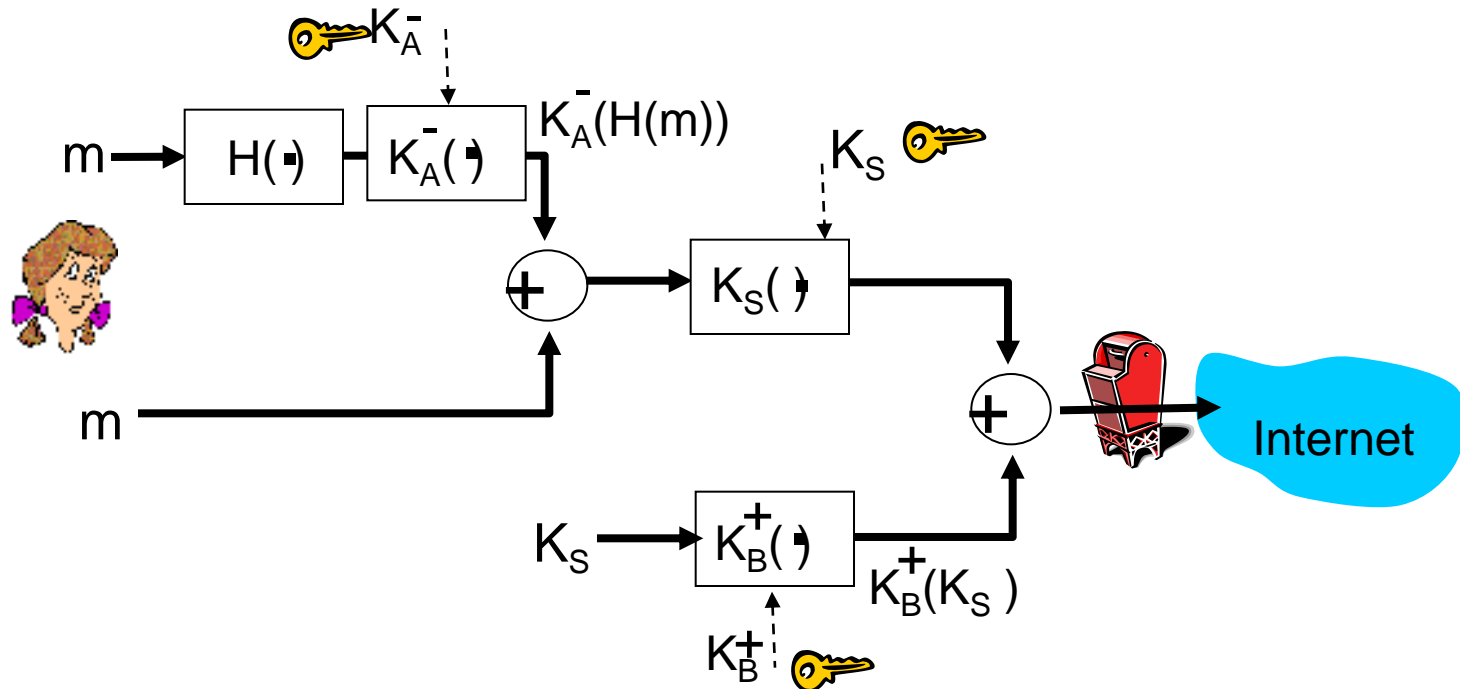 K_A^-
m
H(·)
K_A^-(·)
K_A^-(H(m))
K_S
+
K_S(·)
m
+
Internet
K_S
K_B^+(·)
K_B^+(K_S )
K_B^+